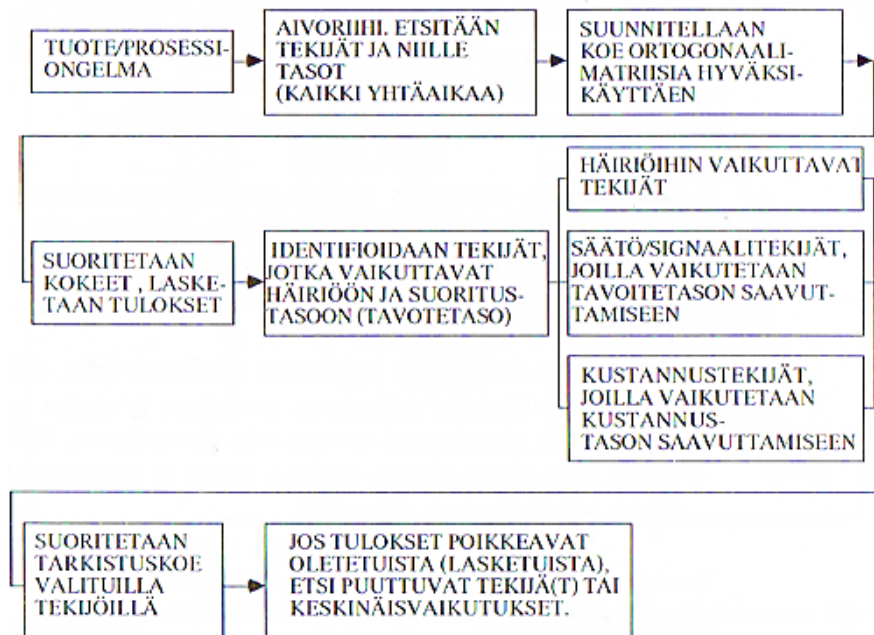 TUOTE/PROSESSI-
ONGELMA
AIVORIIHI. ETSITÄÄN
TEKIJÄT JA NIILLE
TASOT
(KAIKKI YHTÄAIKAA)
SUUNNITELLAAN
KOE ORTOGONAALI-
MATRIISIA HYVÄKSI-
KÄYTTÄEN
SUORITETAAN
KOKEET , LASKE-
TAAN TULOKSET
IDENTIFIOIDAAN TEKIJÄT,
JOTKA VAIKUTTAVAT
HÄIRIÖÖN JA SUORITUS-
TASOON (TAVOTETASO)
HÄIRIÖIHIN VAIKUTTAVAT
TEKIJÄT
SÄÄTÖ/SIGNAALITEKIJÄT,
JOILLA VAIKUTETAAN
TAVOITETASON SAAVUT-
TAMISEEN
KUSTANNUSTEKIJÄT,
JOILLA VAIKUTETAAN
KUSTANNUS-
TASON SAAVUTTAMISEEN
SUORITETAAN
TARKISTUSKOE
VALITUILLA
TEKIJÖILLÄ
JOS TULOKSET POIKKEAVAT
OLETETUISTA (LASKETUISTA),
ETSI PUUTTUVAT TEKIJÄ(T) TAI
KESKINÄISVAIKUTUKSET.